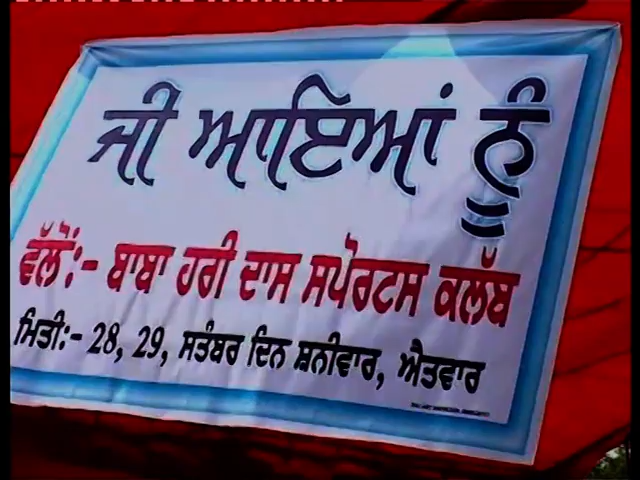 ਜੀ ਆਇਆਂ ਨੂੰ
ਵੱਲੋਂ:- ਬਾਬਾ ਹਰੀ ਦਾਸ ਸਪੋਰਟਸ ਕਲੱਬ
ਮਿਤੀ:- 28, 29, ਸਤੰਬਰ ਦਿਨ ਸ਼ਨੀਵਾਰ, ਐਤਵਾਰ